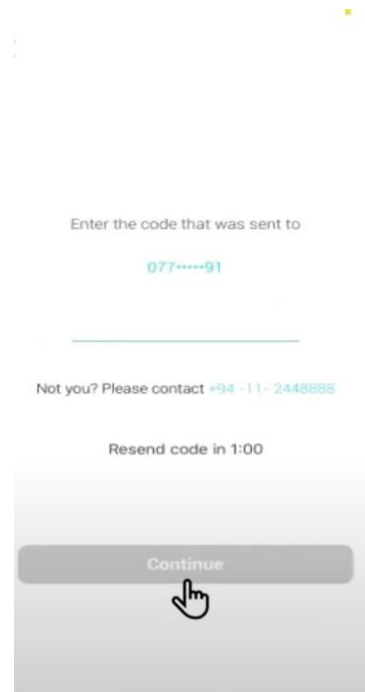 Enter the code that was sent to
077•••••91
Not you? Please contact +94 -11- 2448888
Resend code in 1:00
Continue